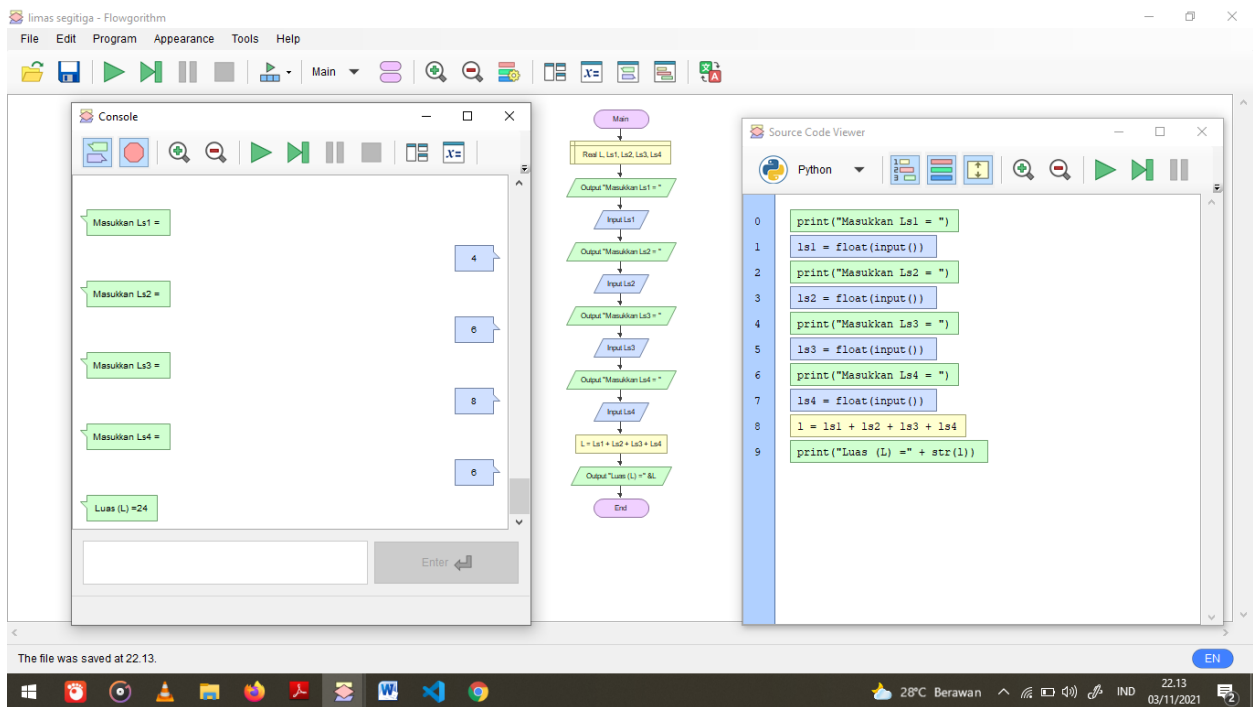 limas segitiga - Flowgorithm
File Edit Program Appearance Tools Help
Main
Console
Masukkan Ls1 =
4
Masukkan Ls2 =
6
Masukkan Ls3 =
8
Masukkan Ls4 =
6
Luas (L) =24
Enter
Main
Real L, Ls1, Ls2, Ls3, Ls4
Output "Masukkan Ls1 = "
Input Ls1
Output "Masukkan Ls2 = "
Input Ls2
Output "Masukkan Ls3 = "
Input Ls3
Output "Masukkan Ls4 = "
Input Ls4
L = Ls1 + Ls2 + Ls3 + Ls4
Output "Luas (L) =" &L
End
Source Code Viewer
Python
0 print("Masukkan Ls1 = ")
1 ls1 = float(input())
2 print("Masukkan Ls2 = ")
3 ls2 = float(input())
4 print("Masukkan Ls3 = ")
5 ls3 = float(input())
6 print("Masukkan Ls4 = ")
7 ls4 = float(input())
8 l = ls1 + ls2 + ls3 + ls4
9 print("Luas (L) =" + str(l))
The file was saved at 22.13.
EN
28°C Berawan
IND
22.13
03/11/2021